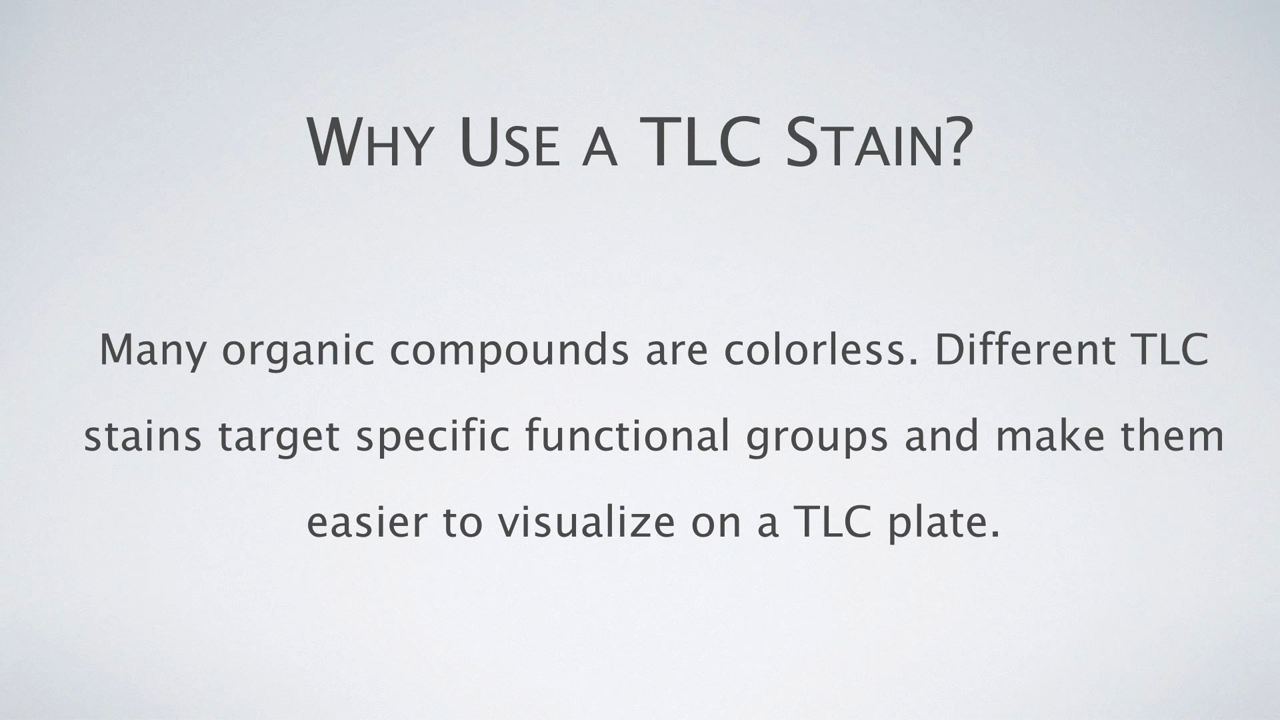 Why Use a TLC Stain?
Many organic compounds are colorless. Different TLC
stains target specific functional groups and make them
easier to visualize on a TLC plate.